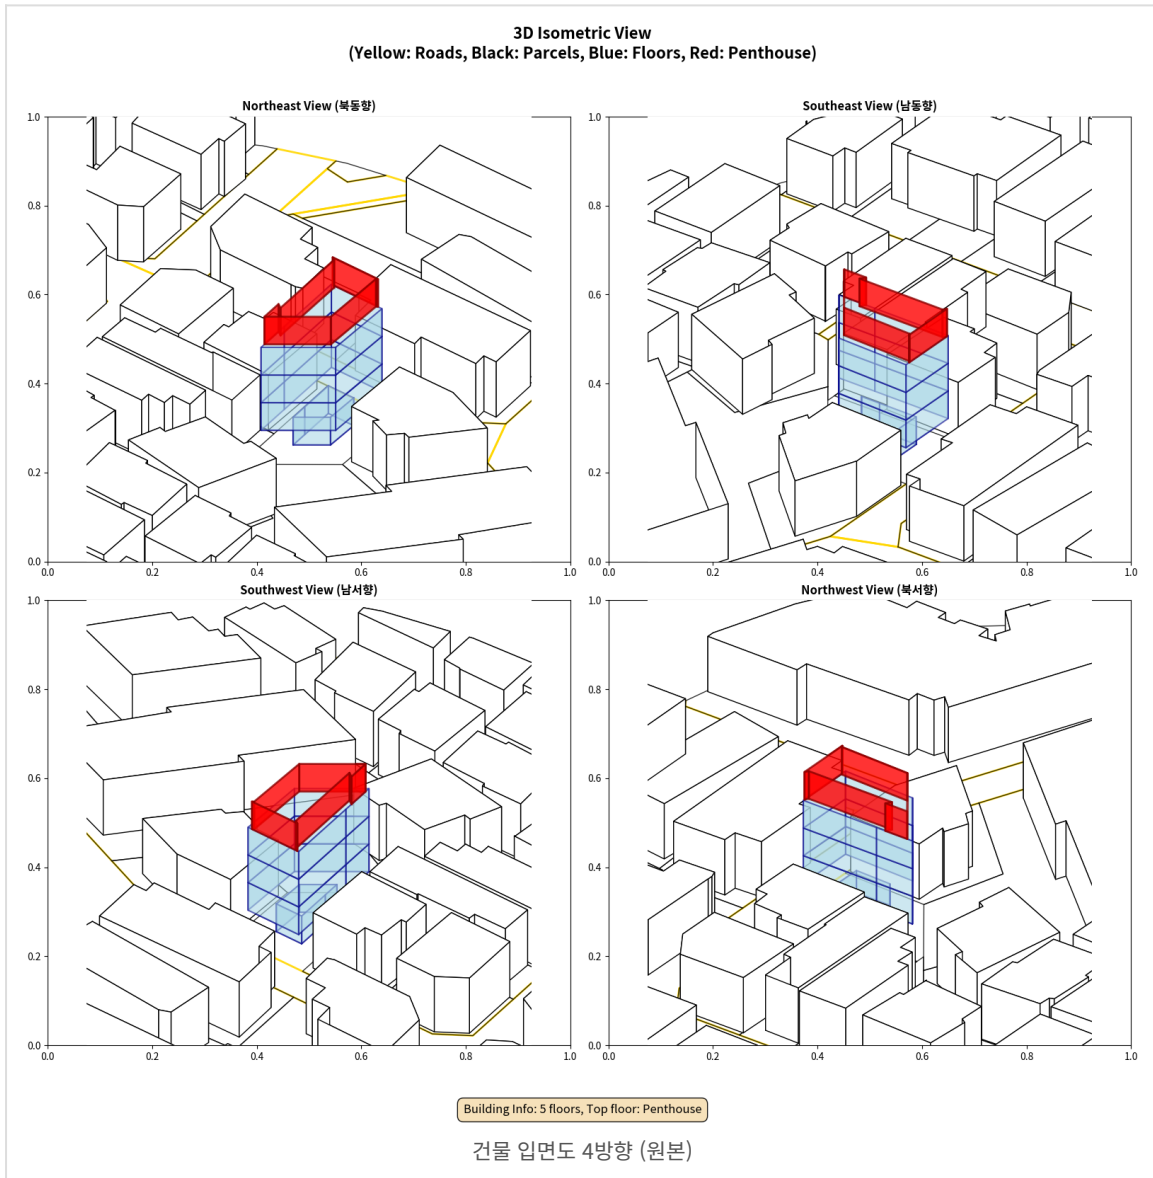 3D Isometric View
(Yellow: Roads, Black: Parcels, Blue: Floors, Red: Penthouse)
Northeast View (북동향)
1.0
0.8
0.6
0.4
0.2
0.0
0.0 0.2 0.4 0.6 0.8 1.0
Southeast View (남동향)
1.0
0.8
0.6
0.4
0.2
0.0
0.0 0.2 0.4 0.6 0.8 1.0
Southwest View (남서향)
1.0
0.8
0.6
0.4
0.2
0.0
0.0 0.2 0.4 0.6 0.8 1.0
Northwest View (북서향)
1.0
0.8
0.6
0.4
0.2
0.0
0.0 0.2 0.4 0.6 0.8 1.0
Building Info: 5 floors, Top floor: Penthouse
건물 입면도 4방향 (원본)